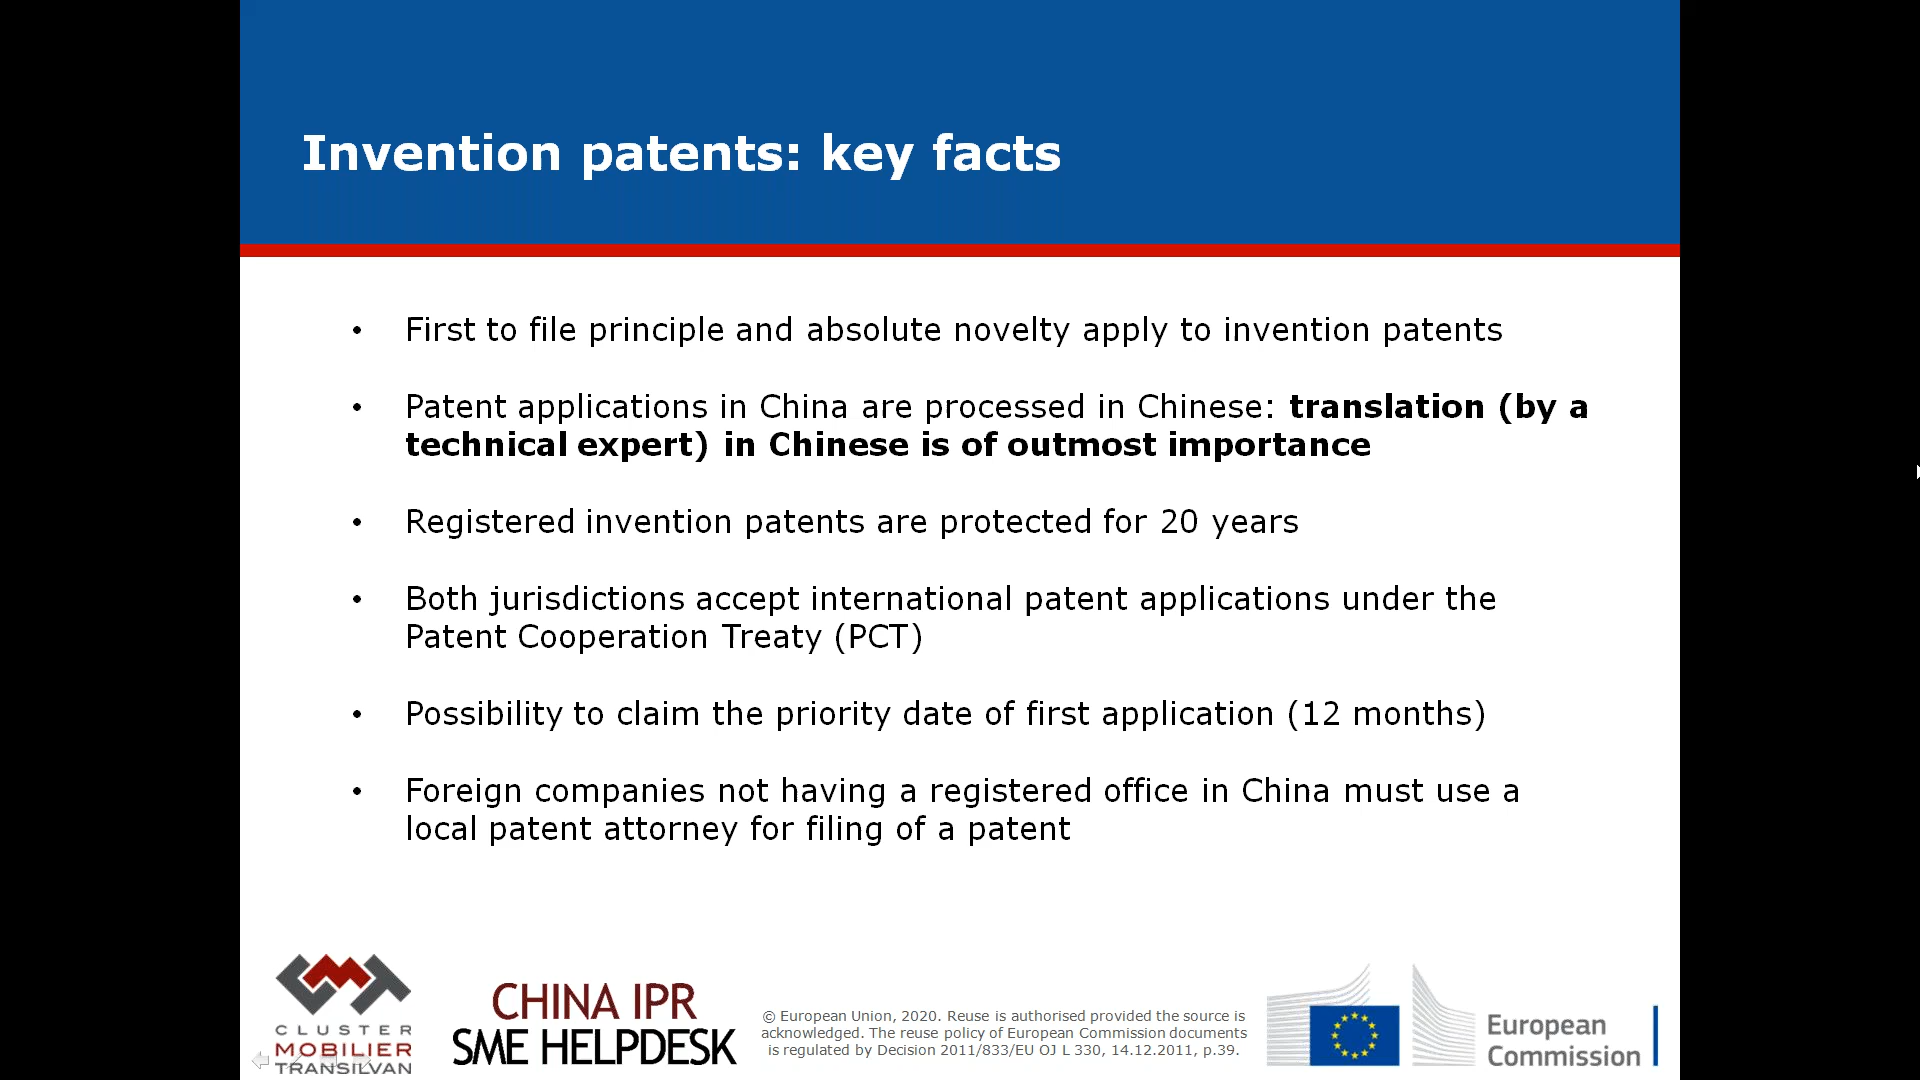 Invention patents: key facts
• First to file principle and absolute novelty apply to invention patents
• Patent applications in China are processed in Chinese: translation (by a
technical expert) in Chinese is of outmost importance
• Registered invention patents are protected for 20 years
• Both jurisdictions accept international patent applications under the
Patent Cooperation Treaty (PCT)
• Possibility to claim the priority date of first application (12 months)
• Foreign companies not having a registered office in China must use a
local patent attorney for filing of a patent
CLUSTER
MOBILIER
TRANSILVAN
CHINA IPR
SME HELPDESK
© European Union, 2020. Reuse is authorised provided the source is
acknowledged. The reuse policy of European Commission documents
is regulated by Decision 2011/833/EU OJ L 330, 14.12.2011, p.39.
European
Commission